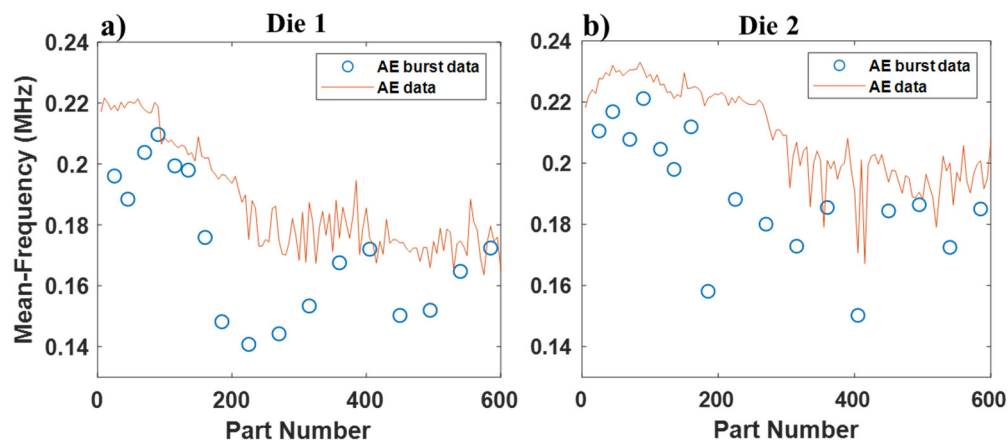 a) Die 1
AE burst data
AE data
Mean-Frequency (MHz)
0.24
0.22
0.2
0.18
0.16
0.14
0 200 400 600
Part Number
b) Die 2
AE burst data
AE data
0.24
0.22
0.2
0.18
0.16
0.14
0 200 400 600
Part Number